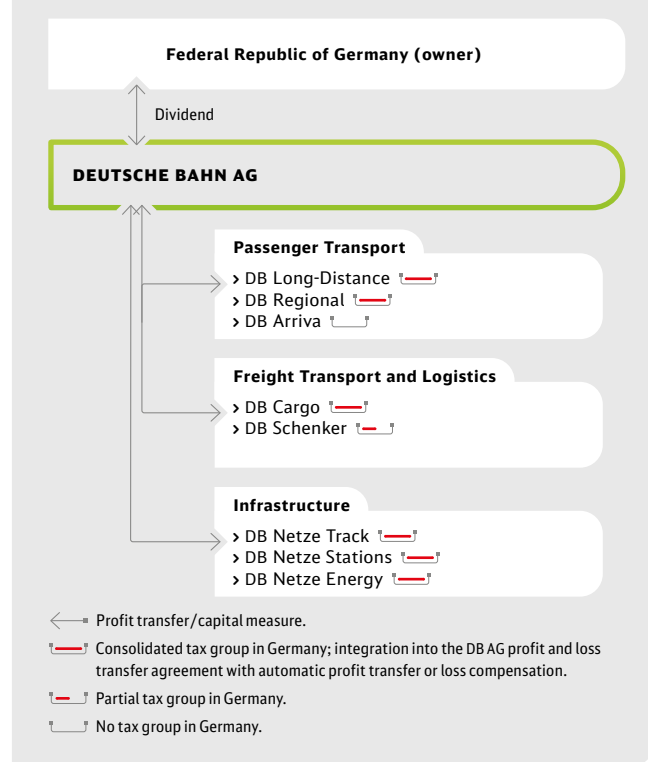 Federal Republic of Germany (owner)
Dividend
DEUTSCHE BAHN AG
Passenger Transport
› DB Long-Distance
› DB Regional
› DB Arriva
Freight Transport and Logistics
› DB Cargo
› DB Schenker
Infrastructure
› DB Netze Track
› DB Netze Stations
› DB Netze Energy
Profit transfer/capital measure.
Consolidated tax group in Germany; integration into the DB AG profit and loss
transfer agreement with automatic profit transfer or loss compensation.
Partial tax group in Germany.
No tax group in Germany.